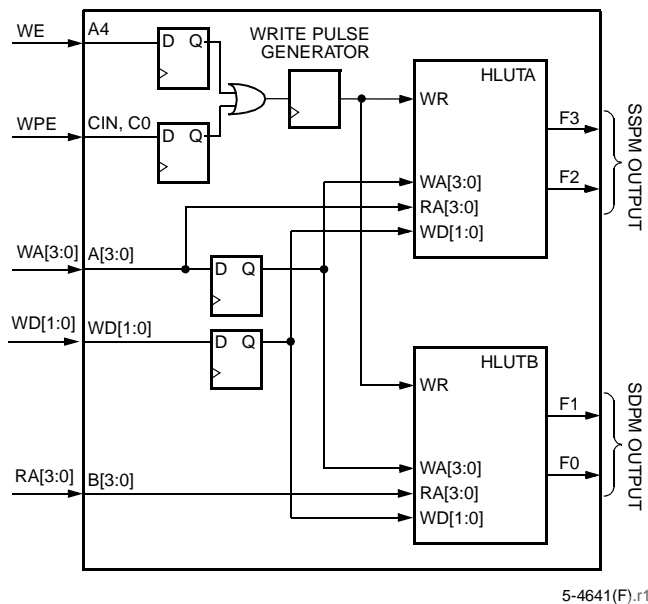 WE
A4
D Q
WRITE PULSE
GENERATOR
HLUTA
WR
F3
SSPM OUTPUT
WPE
CIN, C0
D Q
F2
WA[3:0]
RA[3:0]
WD[1:0]
WA[3:0]
A[3:0]
D Q
WD[1:0]
WD[1:0]
D Q
HLUTB
WR
F1
SDPM OUTPUT
WA[3:0]
F0
RA[3:0]
B[3:0]
RA[3:0]
WD[1:0]
5-4641(F).r1